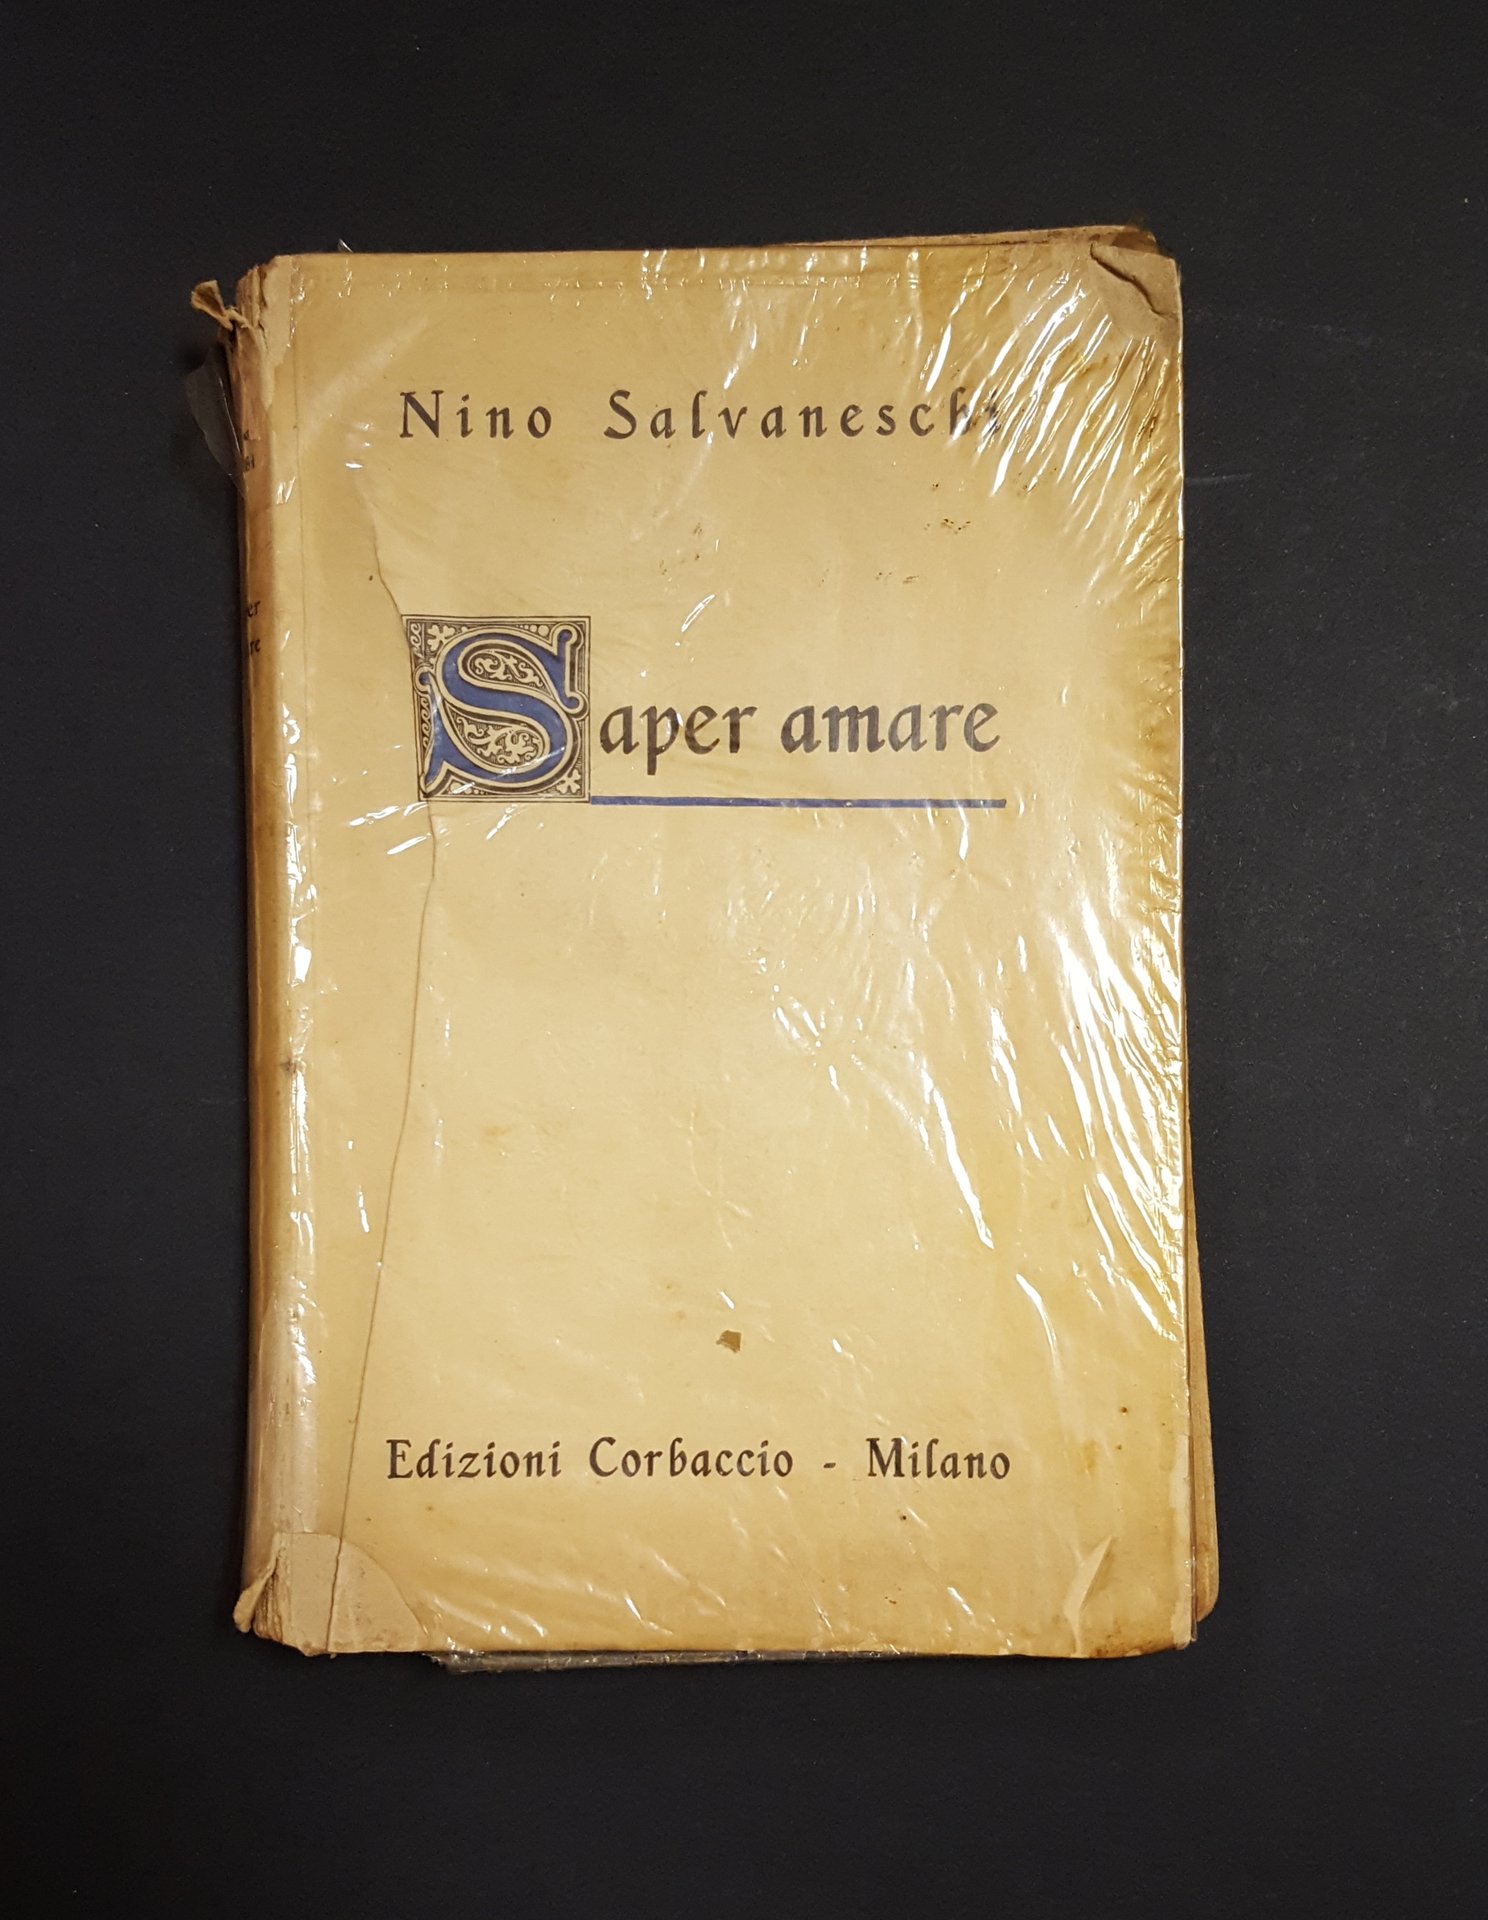 Nino Salvaneschi
Saper amare
Edizioni Corbaccio - Milano